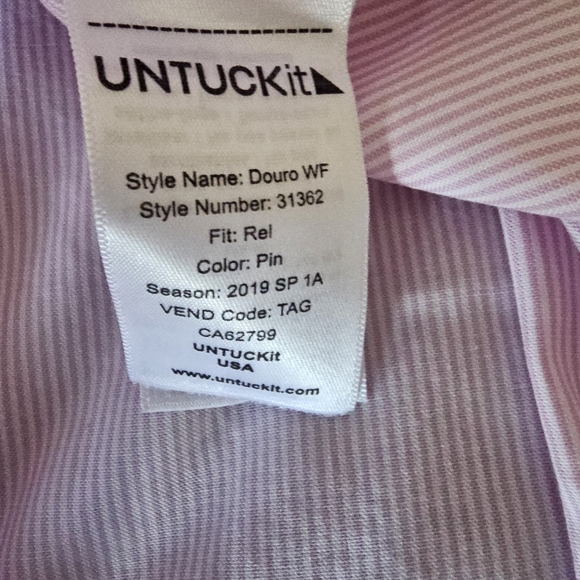 UNTUCKit
Style Name: Douro WF
Style Number: 31362
Fit: Rel
Color: Pin
Season: 2019 SP 1A
VEND Code: TAG
CA62799
UNTUCKit
USA
www.untuckit.com